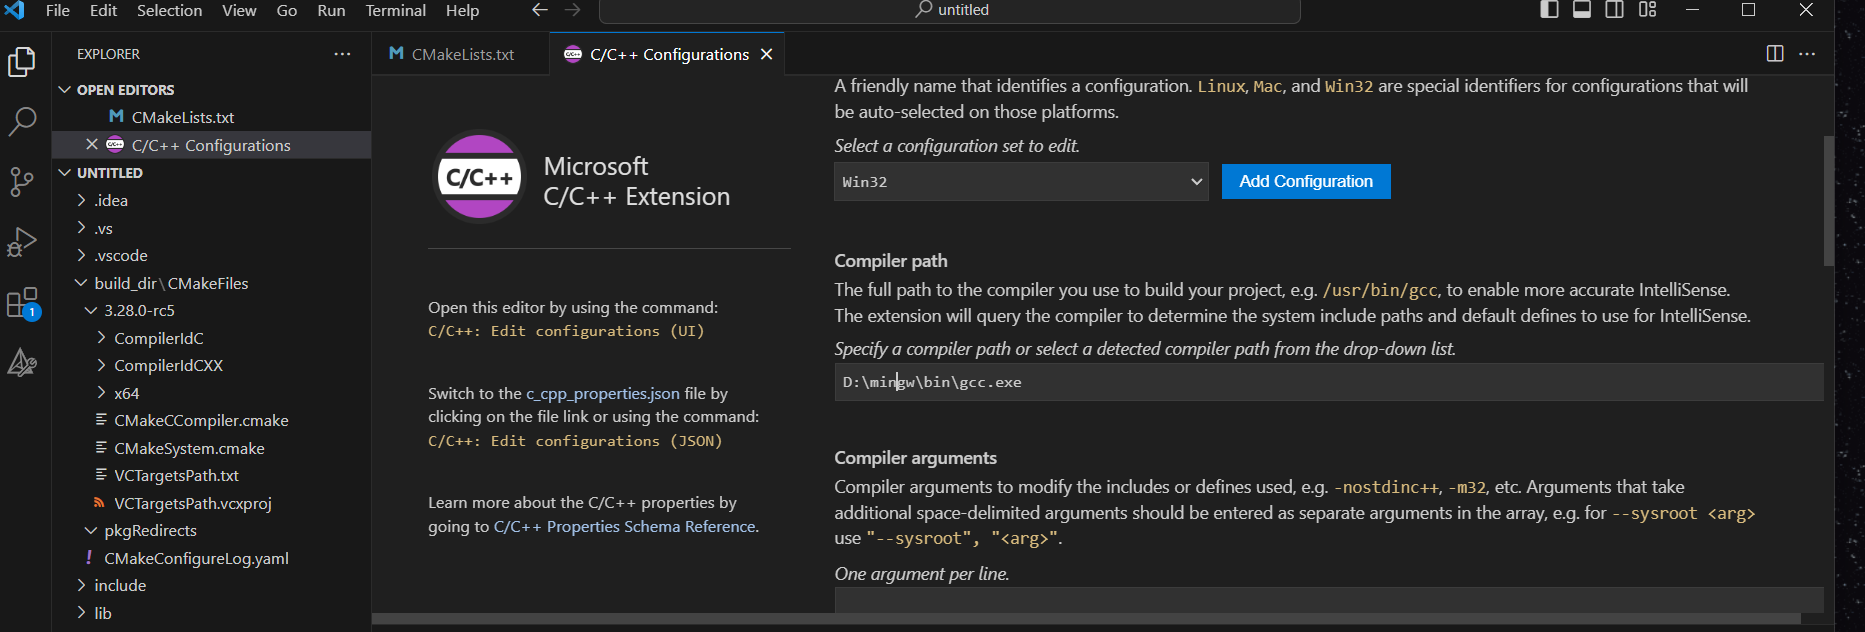 File Edit Selection View Go Run Terminal Help
untitled
EXPLORER
OPEN EDITORS
CMakeLists.txt
C/C++ Configurations
UNTITLED
.idea
.vs
.vscode
build_dir\CMakeFiles
3.28.0-rc5
CompilerIdC
CompilerIdCXX
x64
CMakeCCompiler.cmake
CMakeSystem.cmake
VCTargetsPath.txt
VCTargetsPath.vcxproj
pkgRedirects
CMakeConfigureLog.yaml
include
lib
1
CMakeLists.txt
C/C++ Configurations
C/C++
Microsoft
C/C++ Extension
Open this editor by using the command:
C/C++: Edit configurations (UI)
Switch to the c_cpp_properties.json file by
clicking on the file link or using the command:
C/C++: Edit configurations (JSON)
Learn more about the C/C++ properties by
going to C/C++ Properties Schema Reference.
A friendly name that identifies a configuration. Linux, Mac, and Win32 are special identifiers for configurations that will
be auto-selected on those platforms.
Select a configuration set to edit.
Win32
Add Configuration
Compiler path
The full path to the compiler you use to build your project, e.g. /usr/bin/gcc, to enable more accurate IntelliSense.
The extension will query the compiler to determine the system include paths and default defines to use for IntelliSense.
Specify a compiler path or select a detected compiler path from the drop-down list.
D:\mingw\bin\gcc.exe
Compiler arguments
Compiler arguments to modify the includes or defines used, e.g. -nostdinc++, -m32, etc. Arguments that take
additional space-delimited arguments should be entered as separate arguments in the array, e.g. for --sysroot <arg>
use "--sysroot", "<arg>".
One argument per line.